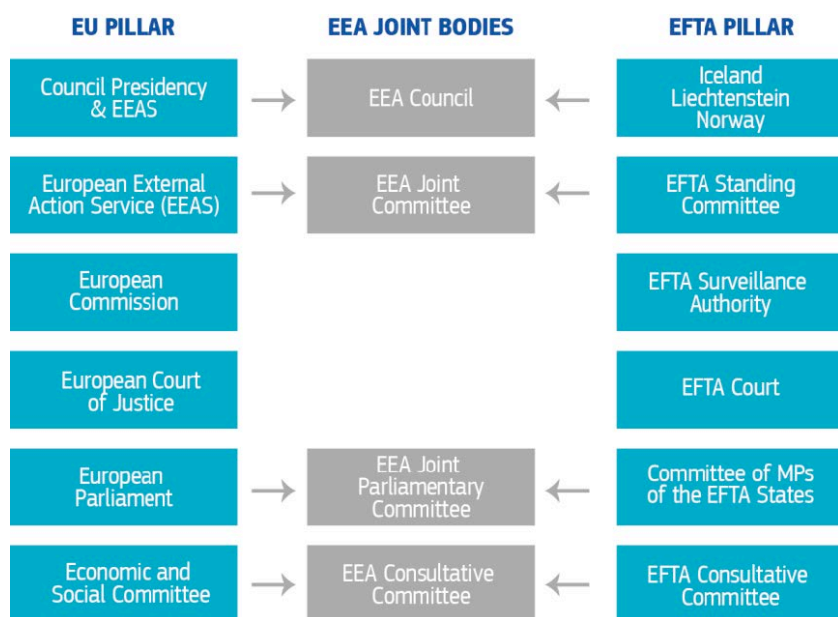 EU PILLAR
EEA JOINT BODIES
EFTA PILLAR
Council Presidency
& EEAS
EEA Council
Iceland
Liechtenstein
Norway
European External
Action Service (EEAS)
EEA Joint
Committee
EFTA Standing
Committee
European
Commission
EFTA Surveillance
Authority
European Court
of Justice
EFTA Court
European
Parliament
EEA Joint
Parliamentary
Committee
Committee of MPs
of the EFTA States
Economic and
Social Committee
EEA Consultative
Committee
EFTA Consultative
Committee